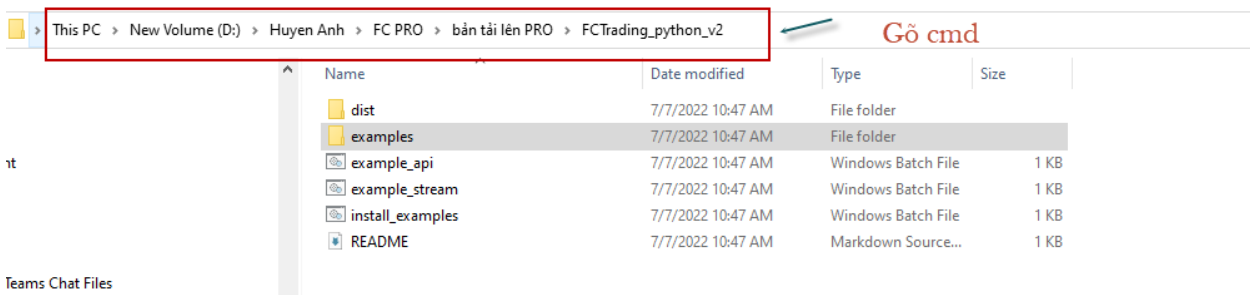 This PC > New Volume (D:) > Huyen Anh > FC PRO > bản tải lên PRO > FCTrading_python_v2
Gõ cmd
Name Date modified Type Size
dist 7/7/2022 10:47 AM File folder
examples 7/7/2022 10:47 AM File folder
nt
example_api 7/7/2022 10:47 AM Windows Batch File 1 KB
example_stream 7/7/2022 10:47 AM Windows Batch File 1 KB
install_examples 7/7/2022 10:47 AM Windows Batch File 1 KB
README 7/7/2022 10:47 AM Markdown Source... 1 KB
Teams Chat Files